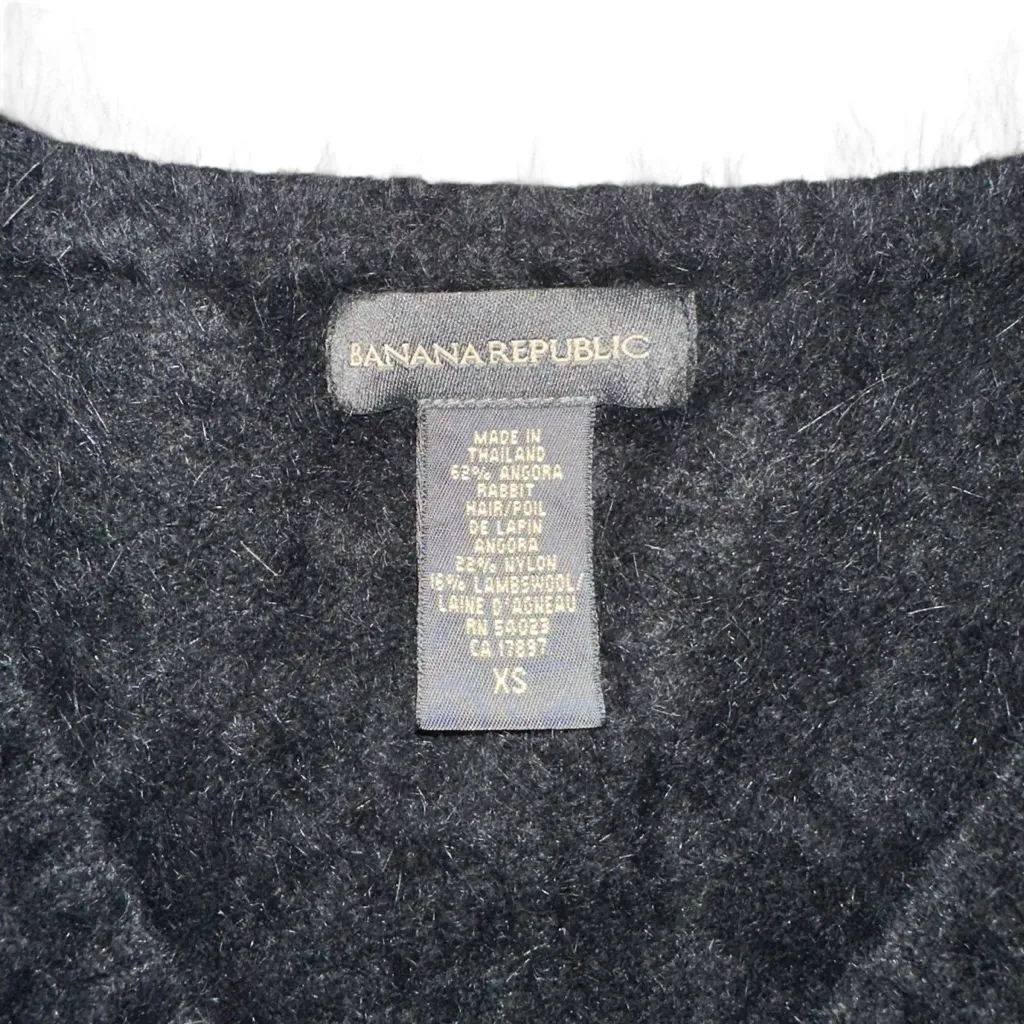 BANANA REPUBLIC
MADE IN
THAILAND
62% ANGORA
RABBIT
HAIR/POIL
DE LAPIN
ANGORA
22% NYLON
16% LAMBSWOOL/
LAINE D'AGNEAU
RN 54023
CA 17897
XS